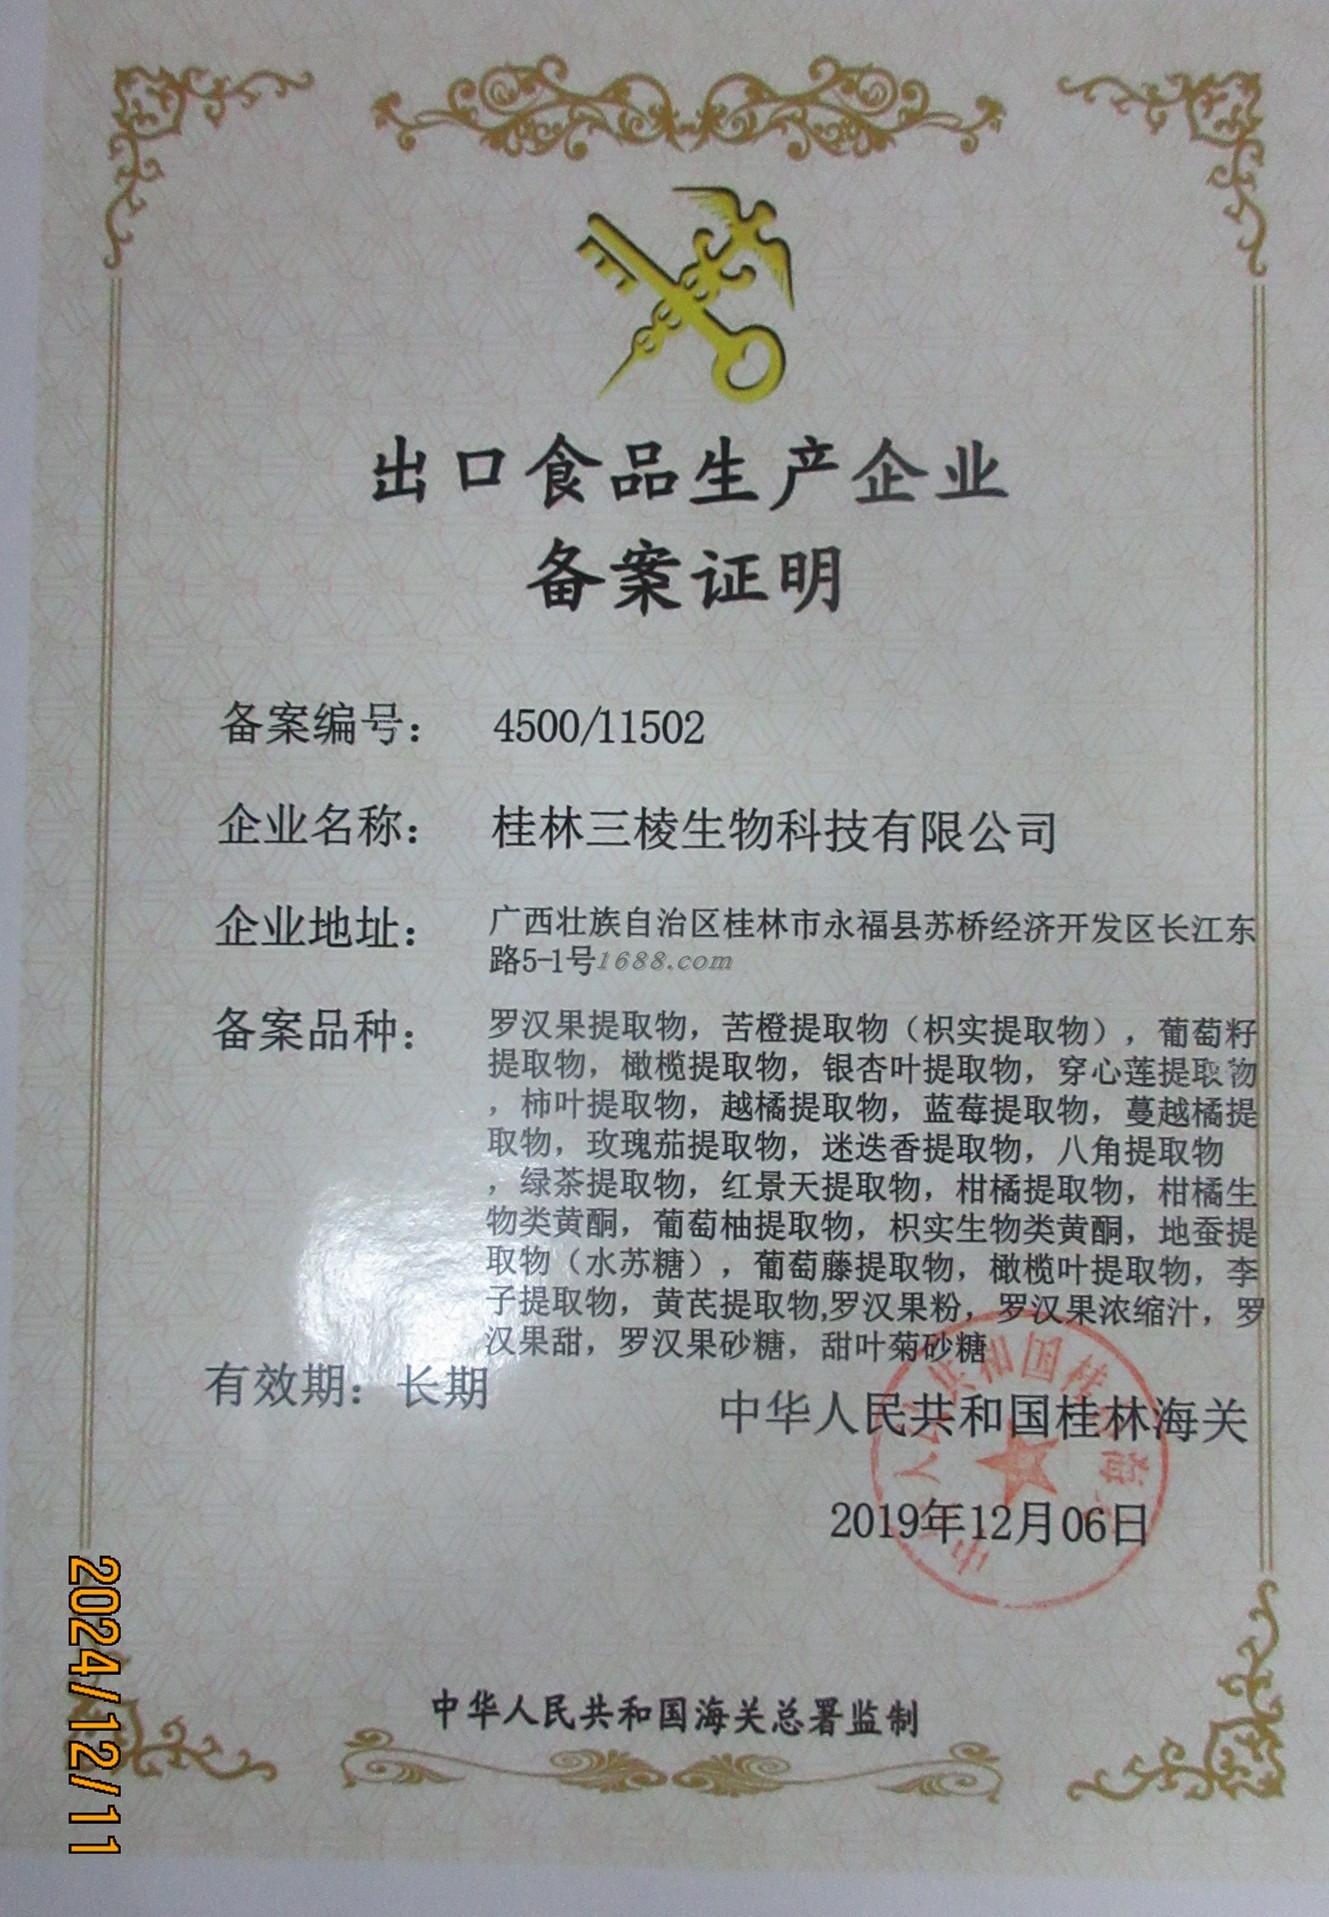 出口食品生产企业
备案证明
备案编号： 4500/11502
企业名称： 桂林三棱生物科技有限公司
企业地址： 广西壮族自治区桂林市永福县苏桥经济开发区长江东
路5-1号
1688.com
备案品种： 罗汉果提取物，苦橙提取物（枳实提取物），葡萄籽
提取物，橄榄提取物，银杏叶提取物，穿心莲提取物
，柿叶提取物，越橘提取物，蓝莓提取物，蔓越橘提
取物，玫瑰茄提取物，迷迭香提取物，八角提取物
，绿茶提取物，红景天提取物，柑橘提取物，柑橘生
物类黄酮，葡萄柚提取物，枳实生物类黄酮，地蚕提
取物（水苏糖），葡萄藤提取物，橄榄叶提取物，李
子提取物，黄芪提取物,罗汉果粉，罗汉果浓缩汁，罗
汉果甜，罗汉果砂糖，甜叶菊砂糖
有效期：长期
中华人民共和国桂林海关
2019年12月06日
中华人民共和国海关总署监制
2024/12/11